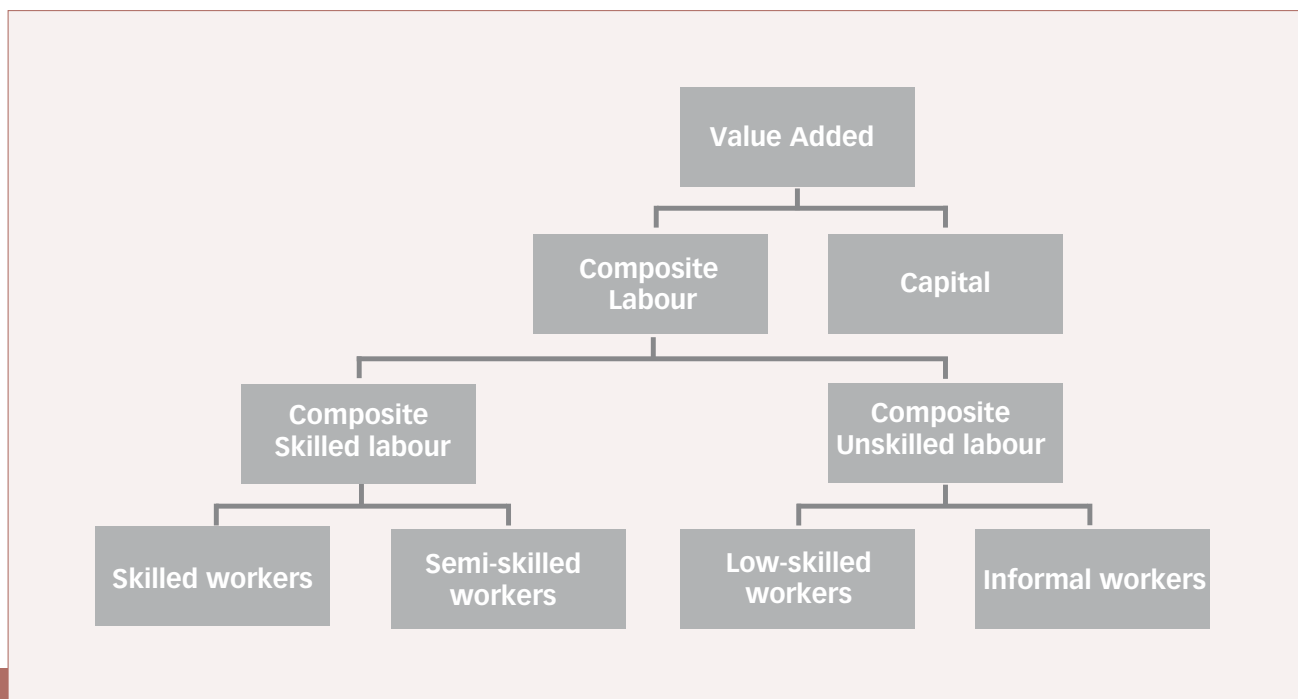 Value Added
Composite
Labour
Capital
Composite
Skilled labour
Composite
Unskilled labour
Skilled workers
Semi-skilled
workers
Low-skilled
workers
Informal workers